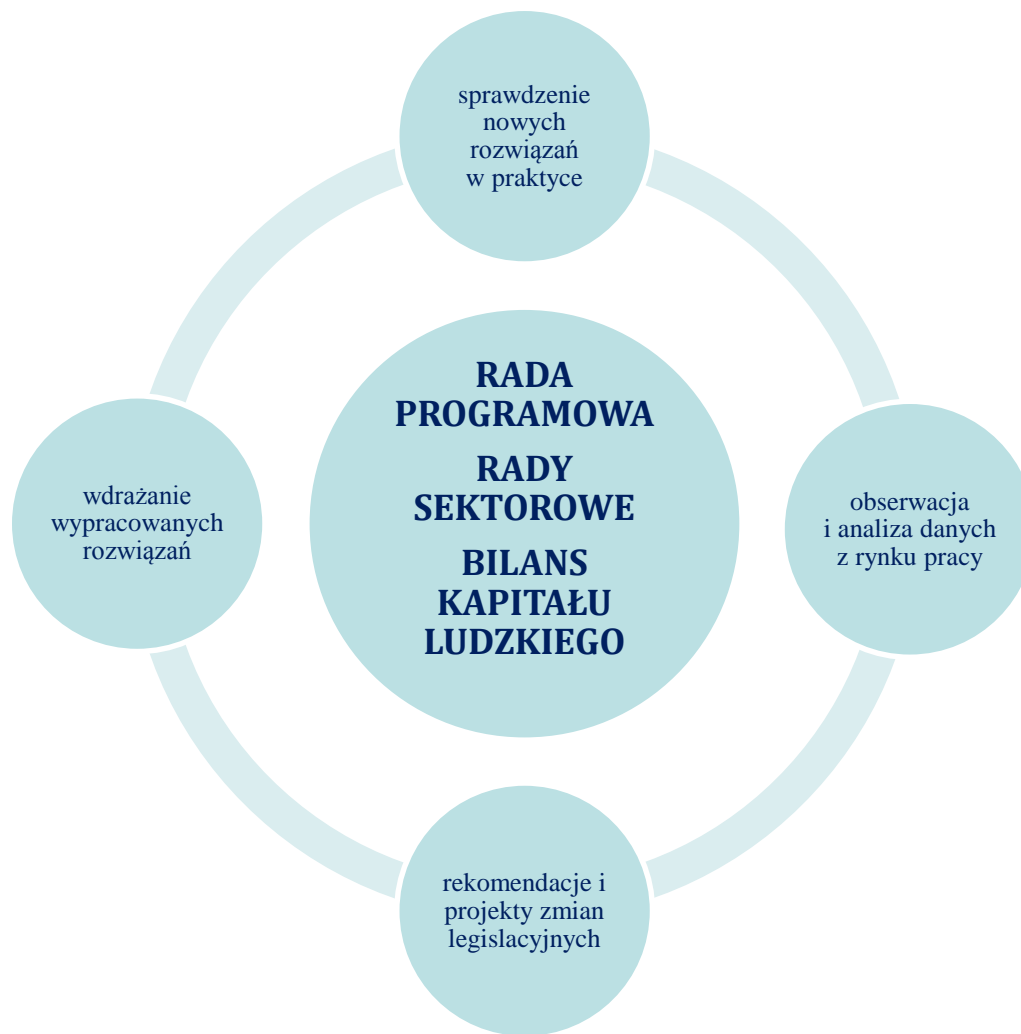 sprawdzenie
nowych
rozwiązań
w praktyce
RADA
PROGRAMOWA
RADY
SEKTOROWE
BILANS
KAPITAŁU
LUDZKIEGO
wdrażanie
wypracowanych
rozwiązań
obserwacja
i analiza danych
z rynku pracy
rekomendacje i
projekty zmian
legislacyjnych